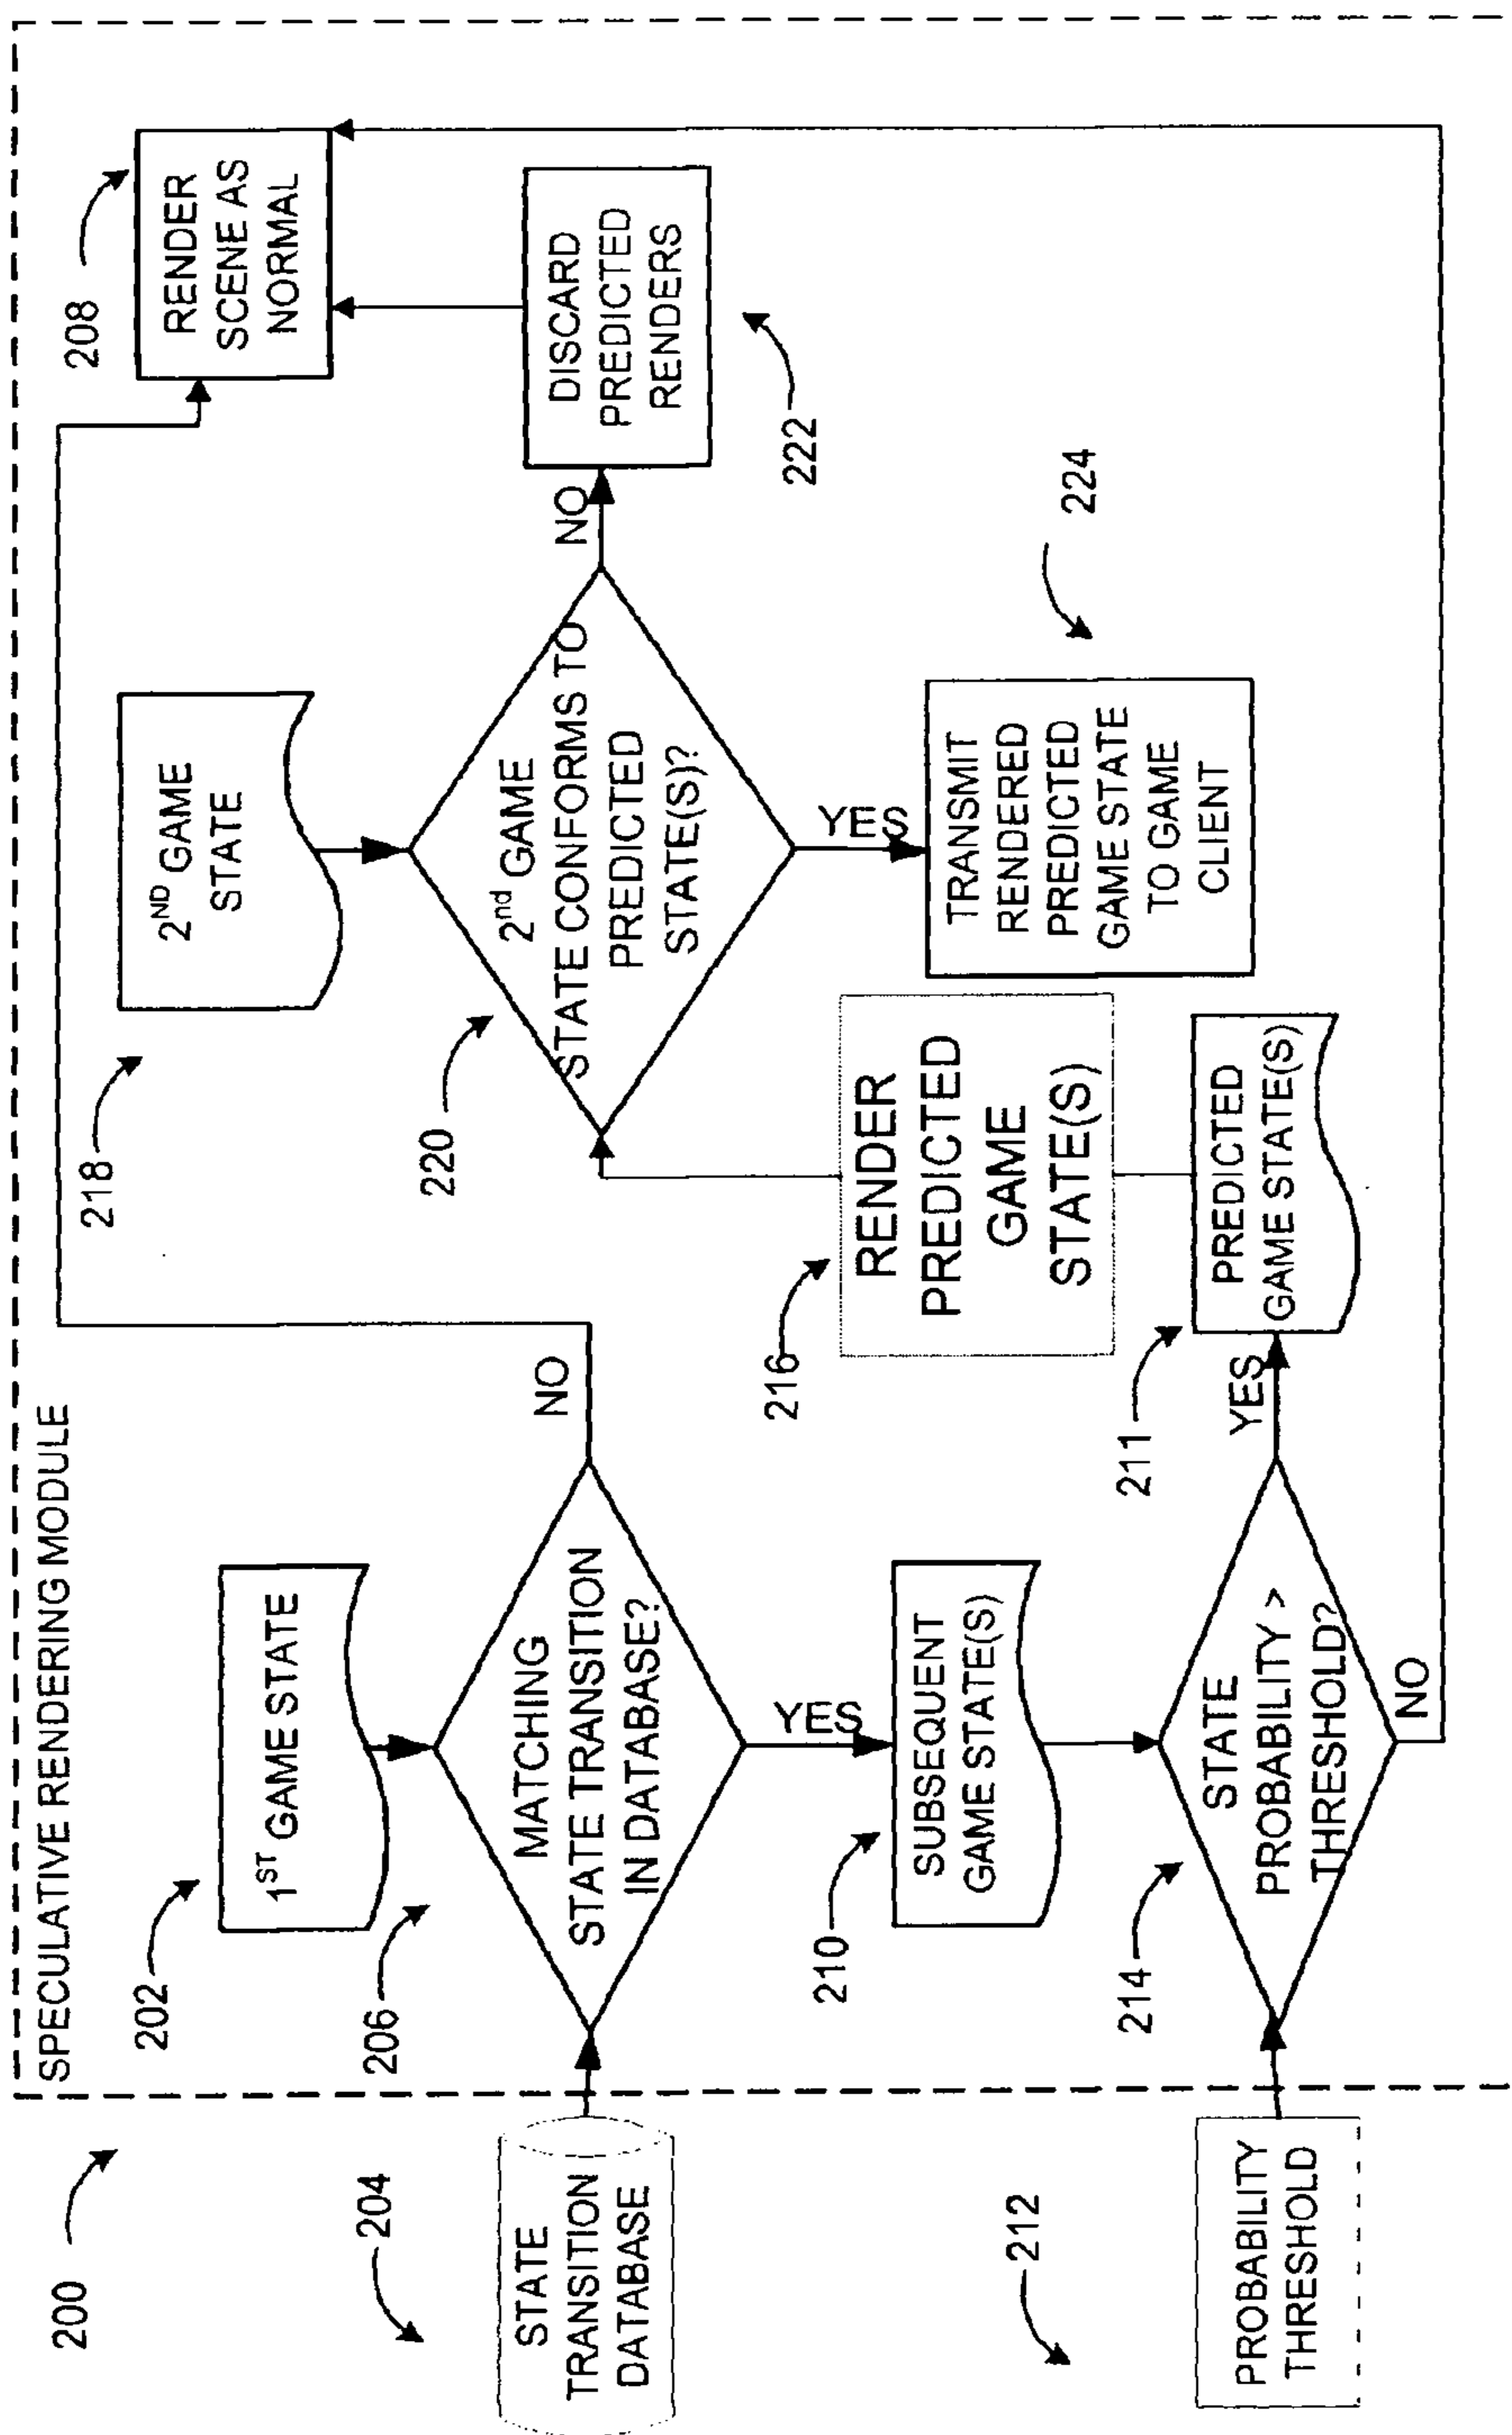 200
SPECULATIVE RENDERING MODULE
202
1ST GAME STATE
204
STATE
TRANSITION
DATABASE
206
MATCHING
STATE TRANSITION
IN DATABASE?
NO
YES
208
RENDER
SCENE AS
NORMAL
210
SUBSEQUENT
GAME STATE(S)
212
PROBABILITY
THRESHOLD
214
STATE
PROBABILITY >
THRESHOLD?
YES
NO
211
PREDICTED
GAME STATE(S)
216
RENDER
PREDICTED
GAME
STATE(S)
218
2ND GAME
STATE
220
2nd GAME
STATE CONFORMS TO
PREDICTED
STATE(S)?
NO
YES
DISCARD
PREDICTED
RENDERS
222
224
TRANSMIT
RENDERED
PREDICTED
GAME STATE
TO GAME
CLIENT